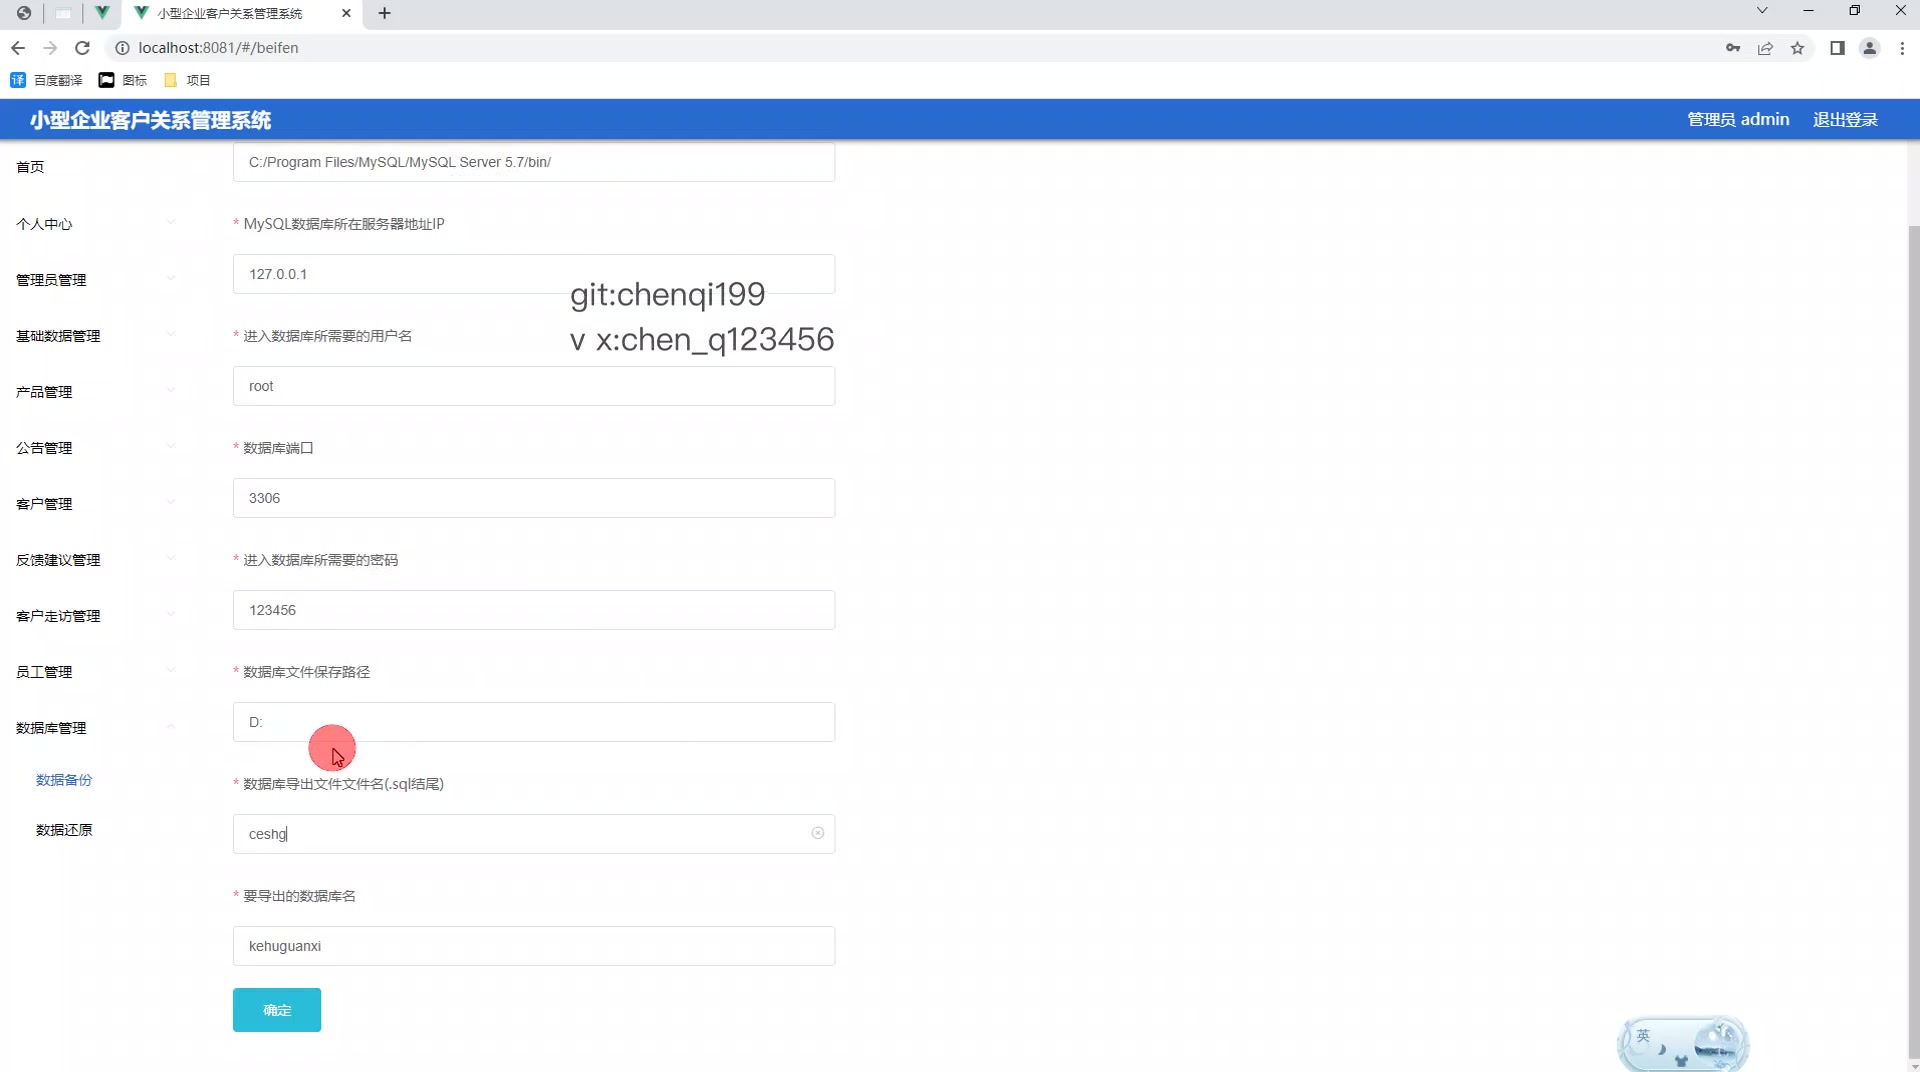 小型企业客户关系管理系统
localhost:8081/#/beifen
百度翻译 图标 项目
小型企业客户关系管理系统
管理员 admin 退出登录
首页
个人中心
管理员管理
基础数据管理
产品管理
公告管理
客户管理
反馈建议管理
客户走访管理
员工管理
数据库管理
数据备份
数据还原
C:/Program Files/MySQL/MySQL Server 5.7/bin/
* MySQL数据库所在服务器地址IP
127.0.0.1
git:chenqi199
v x:chen_q123456
* 进入数据库所需要的用户名
root
* 数据库端口
3306
* 进入数据库所需要的密码
123456
* 数据库文件保存路径
D:
* 数据库导出文件文件名(.sql结尾)
ceshg
* 要导出的数据库名
kehuguanxi
确定
英